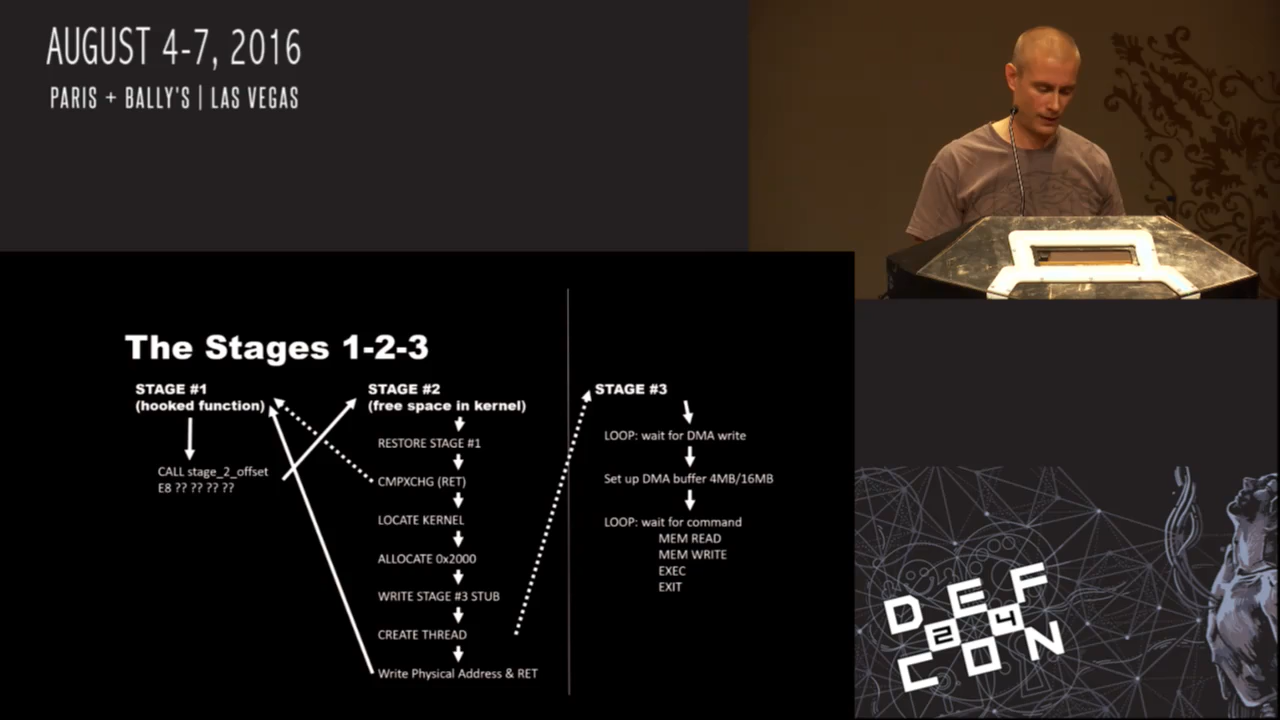 AUGUST 4-7, 2016
PARIS + BALLY'S | LAS VEGAS
The Stages 1-2-3
STAGE #1
(hooked function)
CALL stage_2_offset
E8 ?? ?? ?? ??
STAGE #2
(free space in kernel)
RESTORE STAGE #1
CMPXCHG (RET)
LOCATE KERNEL
ALLOCATE 0x2000
WRITE STAGE #3 STUB
CREATE THREAD
Write Physical Address & RET
STAGE #3
LOOP: wait for DMA write
Set up DMA buffer 4MB/16MB
LOOP: wait for command
MEM READ
MEM WRITE
EXEC
EXIT
DEF
24
CON